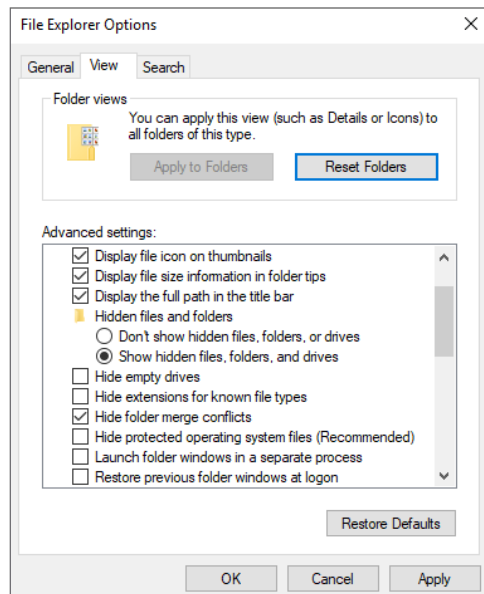 File Explorer Options
General View Search
Folder views
You can apply this view (such as Details or Icons) to
all folders of this type.
Apply to Folders Reset Folders
Advanced settings:
Display file icon on thumbnails
Display file size information in folder tips
Display the full path in the title bar
Hidden files and folders
Don't show hidden files, folders, or drives
Show hidden files, folders, and drives
Hide empty drives
Hide extensions for known file types
Hide folder merge conflicts
Hide protected operating system files (Recommended)
Launch folder windows in a separate process
Restore previous folder windows at logon
Restore Defaults
OK Cancel Apply